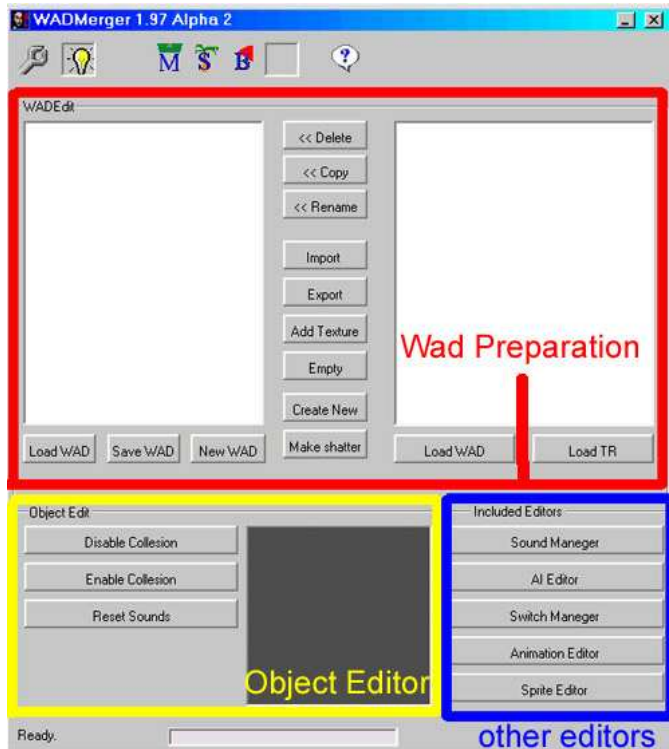 WADMerger 1.97 Alpha 2
M S B ?
WADEdit
<< Delete
<< Copy
<< Rename
Import
Export
Add Texture
Wad Preparation
Empty
Create New
Load WAD Save WAD New WAD Make shatter Load WAD Load TR
Object Edit
Included Editors
Disable Collesion
Sound Maneger
Enable Collesion
AI Editor
Reset Sounds
Switch Maneger
Animation Editor
Object Editor
Sprite Editor
Ready.
other editors